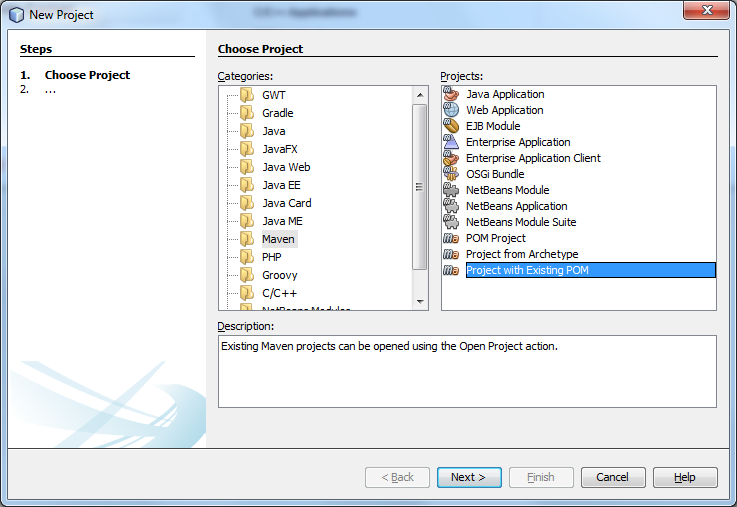 New Project
Steps
1. Choose Project
2. ...
Choose Project
Categories:
GWT
Gradle
Java
JavaFX
Java Web
Java EE
Java Card
Java ME
Maven
PHP
Groovy
C/C++
NetBeans Modules
Projects:
Java Application
Web Application
EJB Module
Enterprise Application
Enterprise Application Client
OSGi Bundle
NetBeans Module
NetBeans Application
NetBeans Module Suite
POM Project
Project from Archetype
Project with Existing POM
Description:
Existing Maven projects can be opened using the Open Project action.
< Back
Next >
Finish
Cancel
Help